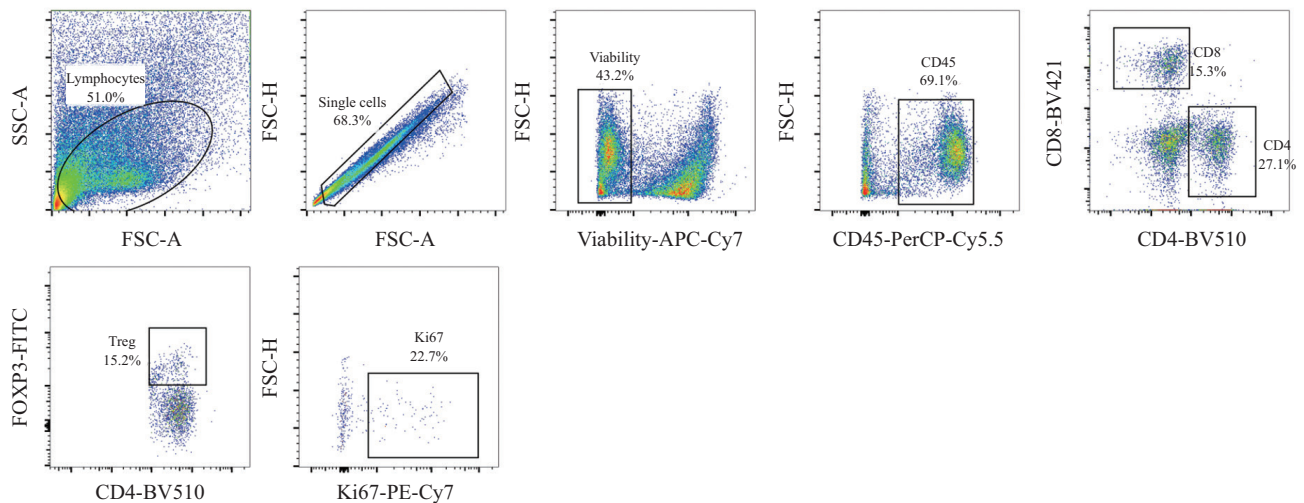 SSC-A
Lymphocytes
51.0%
FSC-A
FSC-H
Single cells
68.3%
FSC-A
FSC-H
Viability
43.2%
Viability-APC-Cy7
FSC-H
CD45
69.1%
CD45-PerCP-Cy5.5
CD8-BV421
CD8
15.3%
CD4
27.1%
CD4-BV510
FOXP3-FITC
Treg
15.2%
CD4-BV510
FSC-H
Ki67
22.7%
Ki67-PE-Cy7